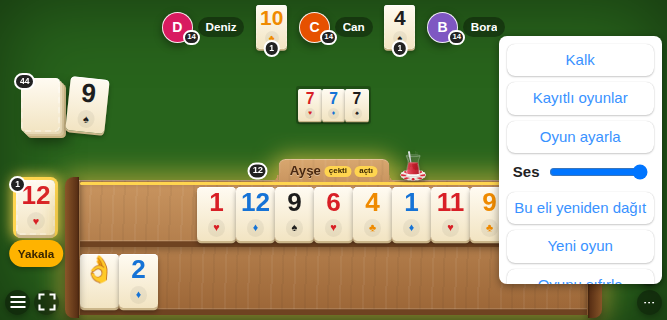 D Deniz 14
10 1
C Can 14
4 1
B Bora 14
44
9
7 7 7
Kalk
Kayıtlı oyunlar
Oyun ayarla
Ses
Bu eli yeniden dağıt
Yeni oyun
12 Ayşe çekti açtı
1 12
Yakala
1 12 9 6 4 1 11 9
2